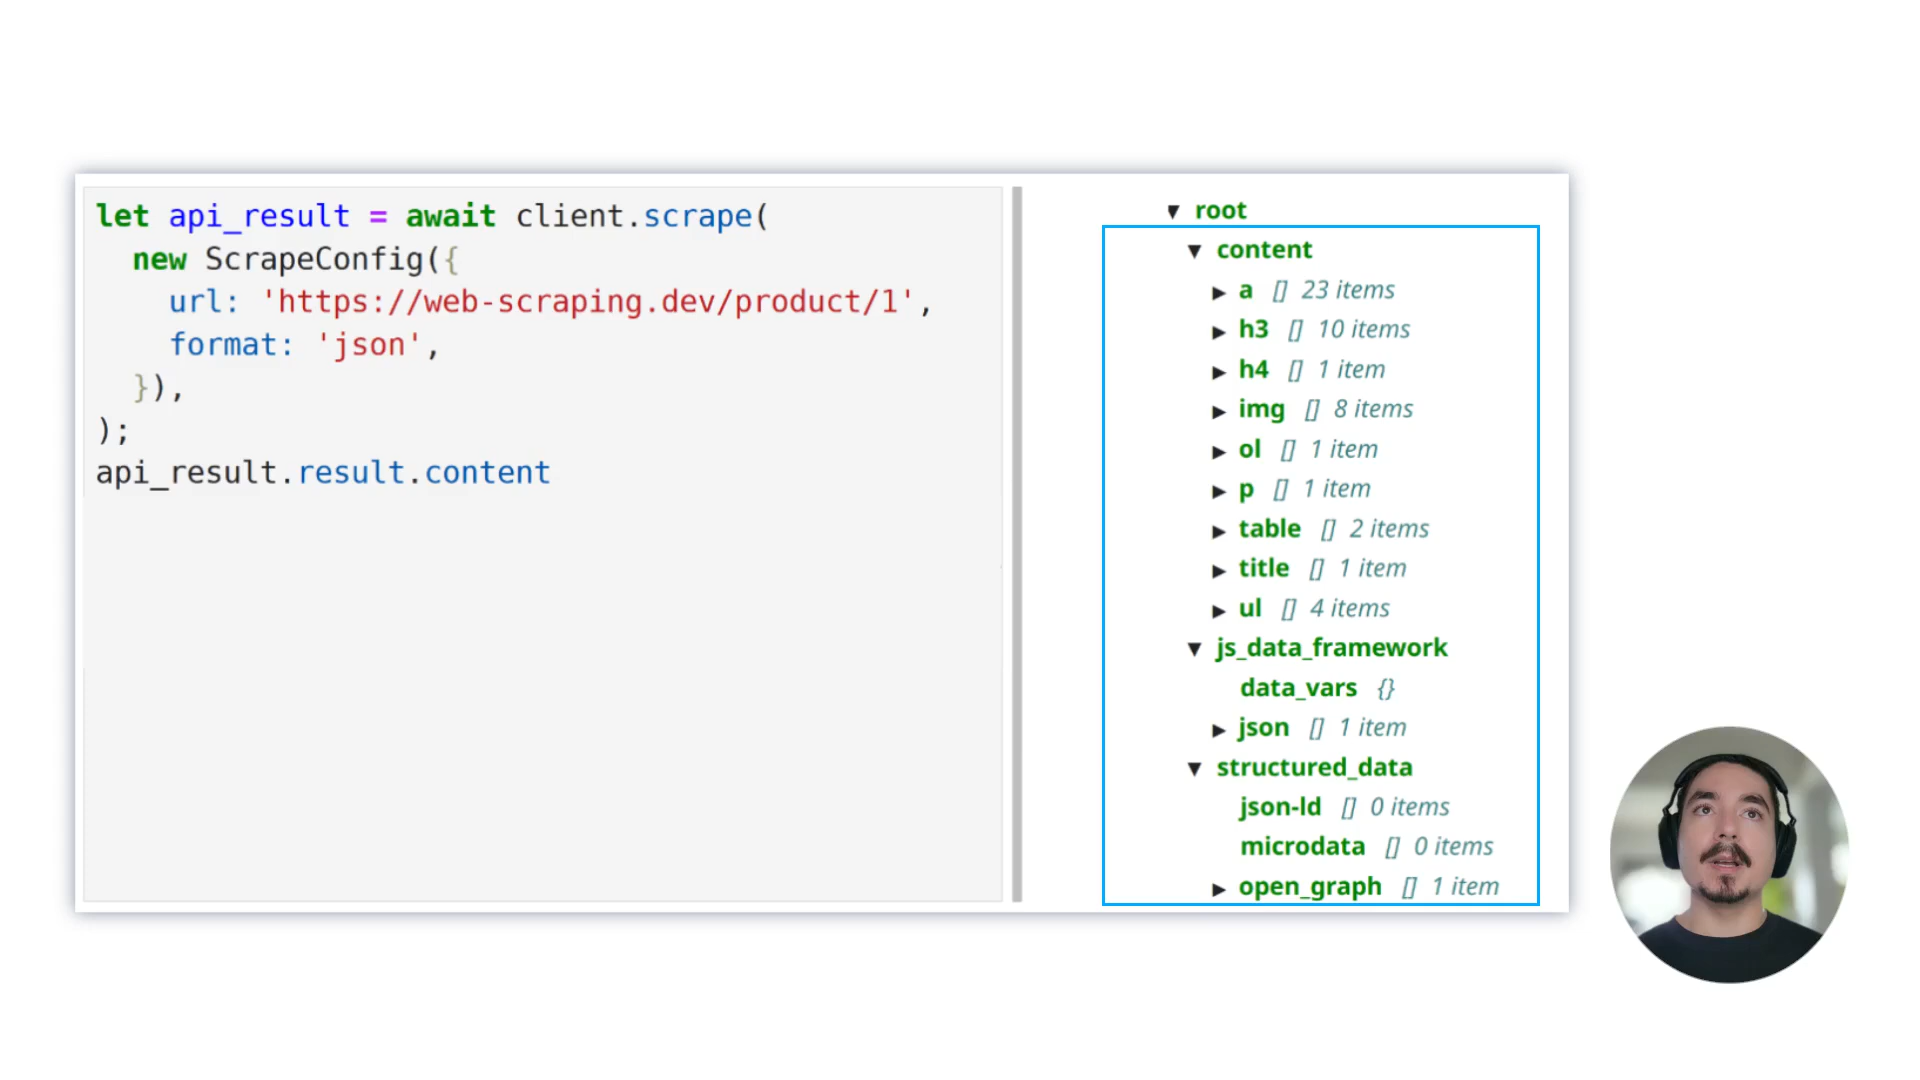 let api_result = await client.scrape(
new ScrapeConfig({
url: 'https://web-scraping.dev/product/1',
format: 'json',
}),
);
api_result.result.content
▼ root
▼ content
▶ a [] 23 items
▶ h3 [] 10 items
▶ h4 [] 1 item
▶ img [] 8 items
▶ ol [] 1 item
▶ p [] 1 item
▶ table [] 2 items
▶ title [] 1 item
▶ ul [] 4 items
▼ js_data_framework
data_vars {}
▶ json [] 1 item
▼ structured_data
json-ld [] 0 items
microdata [] 0 items
▶ open_graph [] 1 item